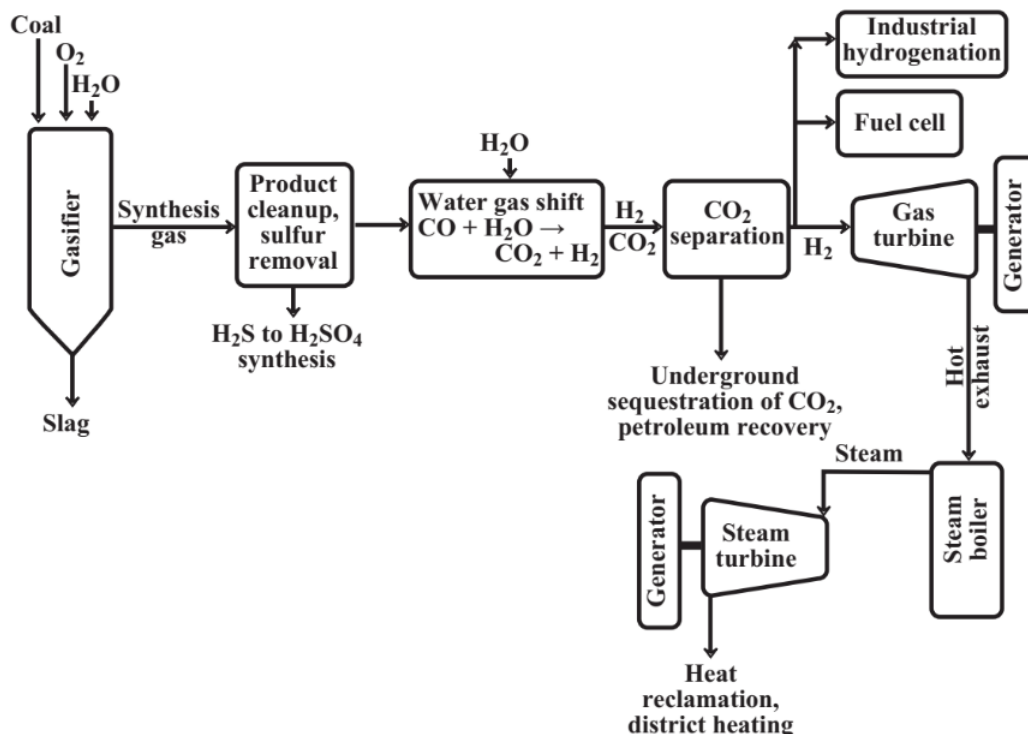 Coal
O₂
H₂O
Gasifier
Slag
Synthesis
gas
Product
cleanup,
sulfur
removal
H₂S to H₂SO₄
synthesis
H₂O
Water gas shift
CO + H₂O →
CO₂ + H₂
H₂
CO₂
CO₂
separation
Underground
sequestration of CO₂,
petroleum recovery
Industrial
hydrogenation
Fuel cell
H₂
Gas
turbine
Generator
Hot
exhaust
Steam
boiler
Steam
Steam
turbine
Generator
Heat
reclamation,
district heating